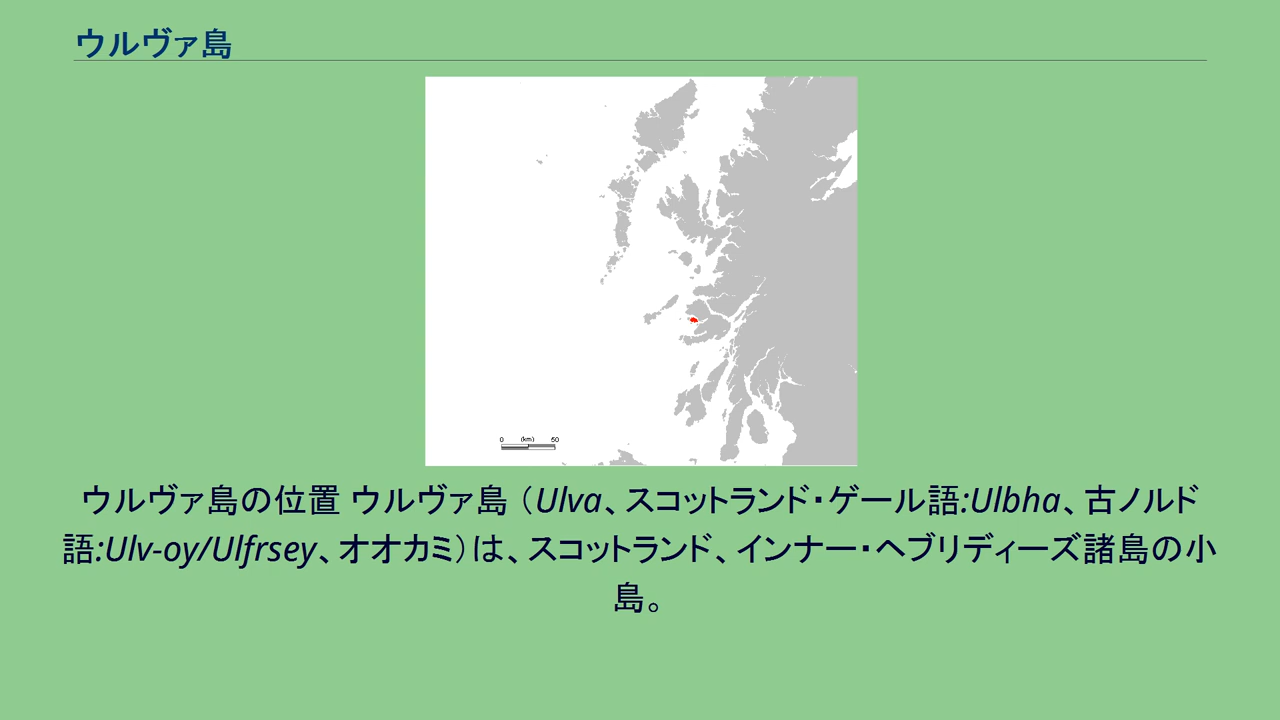 ウルヴァ島
0 (km) 50
ウルヴァ島の位置 ウルヴァ島（Ulva、スコットランド・ゲール語:Ulbha、古ノルド
語:Ulv-oy/Ulfrsey、オオカミ）は、スコットランド、インナー・ヘブリディーズ諸島の小
島。